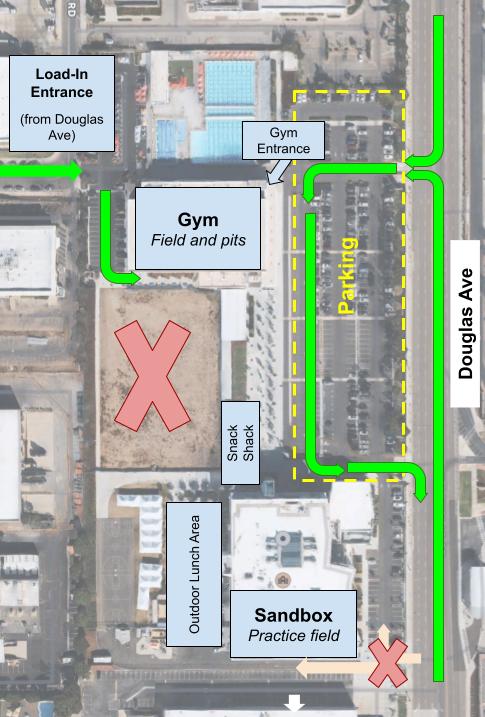 RD
Load-In
Entrance
(from Douglas
Ave)
Gym
Entrance
Gym
Field and pits
Parking
Douglas Ave
Snack
Shack
Outdoor Lunch Area
Sandbox
Practice field